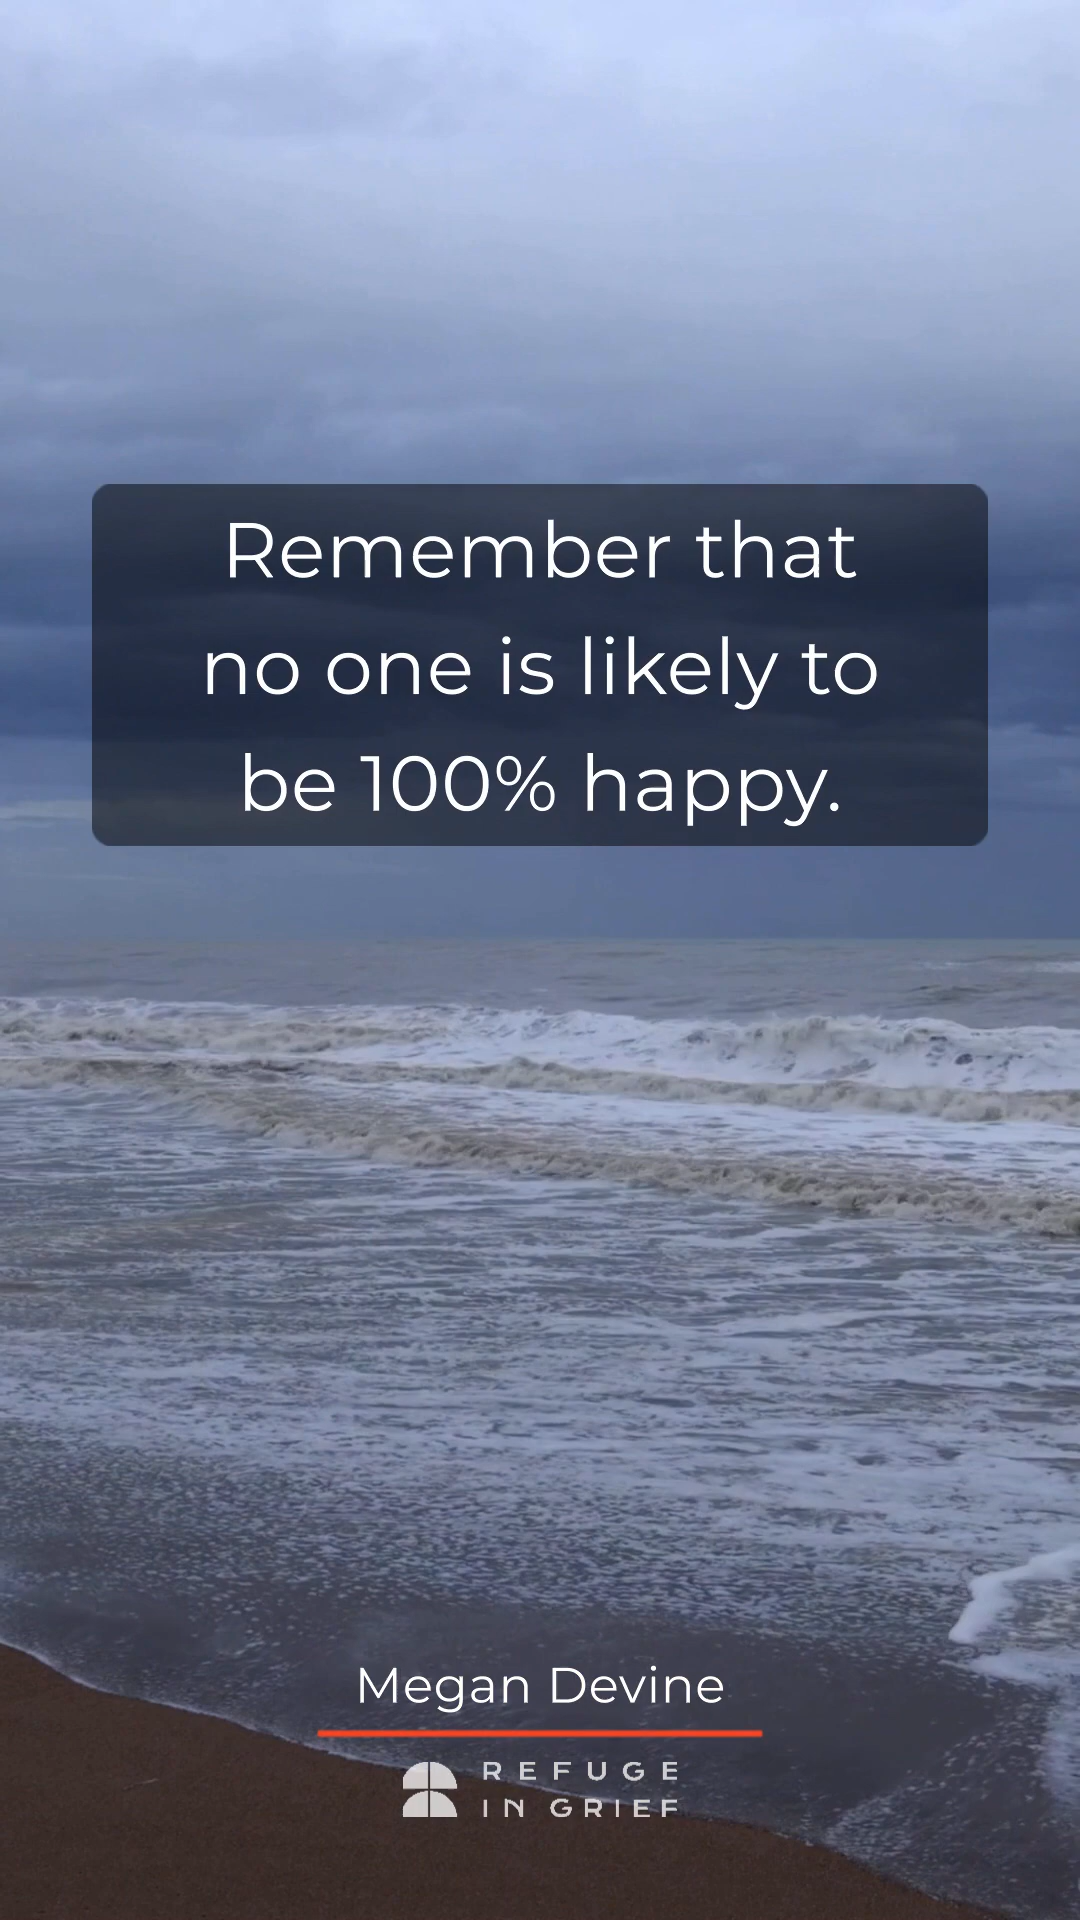 Remember that
no one is likely to
be 100% happy.
Megan Devine
REFUGE
IN GRIEF